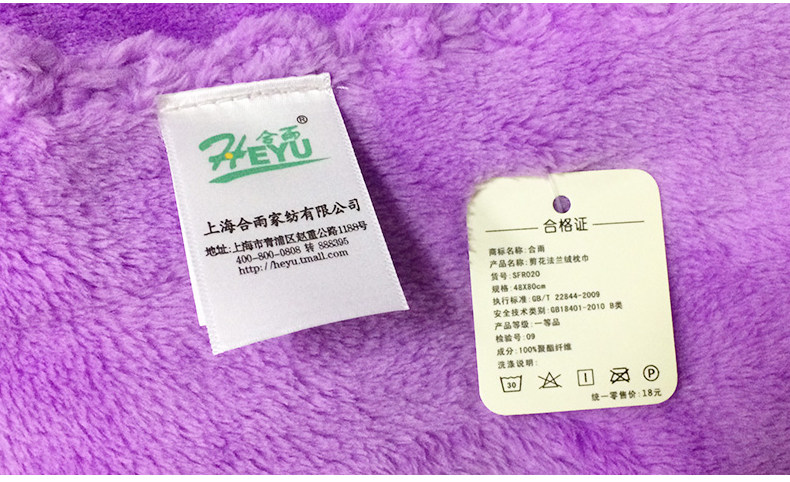 合雨®
HEYU
上海合雨家纺有限公司
地址:上海市青浦区赵重公路1188号
400-800-0808 转 888395
http://heyu.tmall.com
合格证
商标名称:合雨
产品名称:剪花法兰绒枕巾
货号:SFR020
规格:48X80cm
执行标准:GB/T 22844-2009
安全技术类别:GB18401-2010 B类
产品等级:一等品
检验号:09
成分:100%聚酯纤维
洗涤说明:
30
P
统一零售价:18元